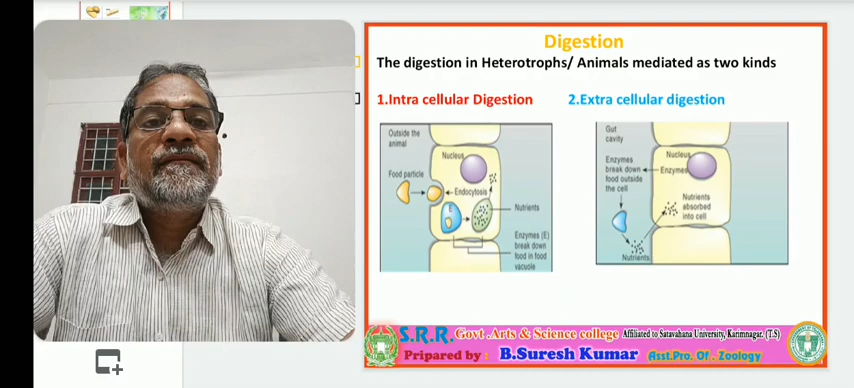 Digestion
The digestion in Heterotrophs/ Animals mediated as two kinds
1.Intra cellular Digestion
2.Extra cellular digestion
Outside the
animal
Nucleus
Food particle
Endocytosis
E
Nutrients
Enzymes (E)
break down
food in food
vacuole
Gut
cavity
Nucleus
Enzymes
Enzymes
break down
food outside
the cell
Nutrients
absorbed
into cell
Nutrients
S.R.R. Govt .Arts & Science college Affiliated to Satavahana University, Karimnagar. (T.S)
Pripared by : B.Suresh Kumar Asst.Pro. Of . Zoology